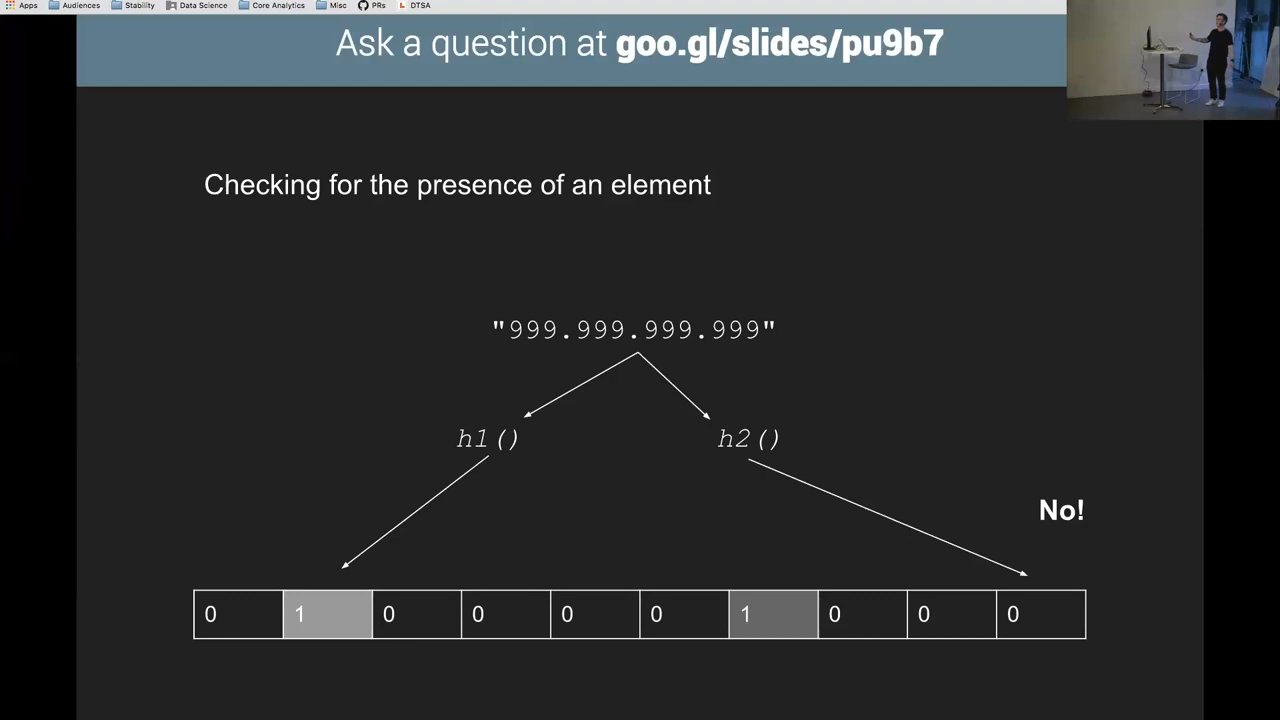 Apps Audiences Stability Data Science Core Analytics Misc PRs DTSA
Ask a question at goo.gl/slides/pu9b7
Checking for the presence of an element
"999.999.999.999"
h1() h2()
No!
0 1 0 0 0 0 1 0 0 0